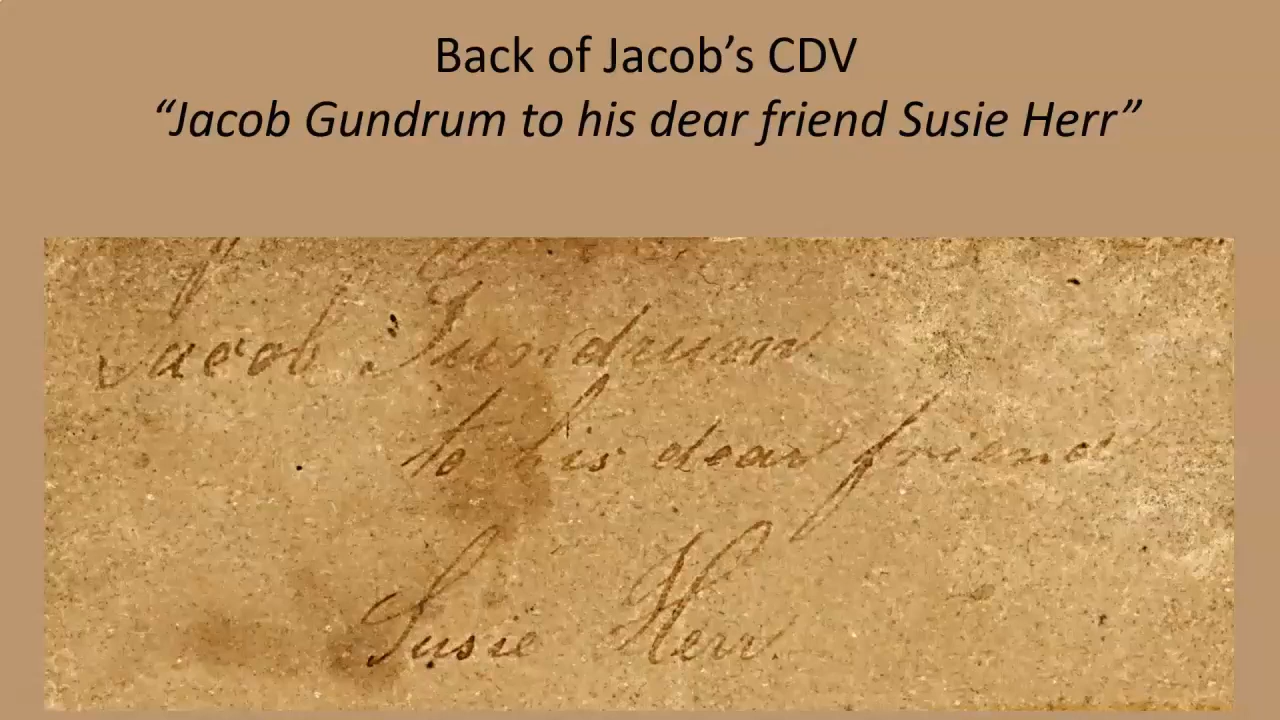 Back of Jacob’s CDV
“Jacob Gundrum to his dear friend Susie Herr”
Jacob Gundrum
to his dear friend
Susie Herr.